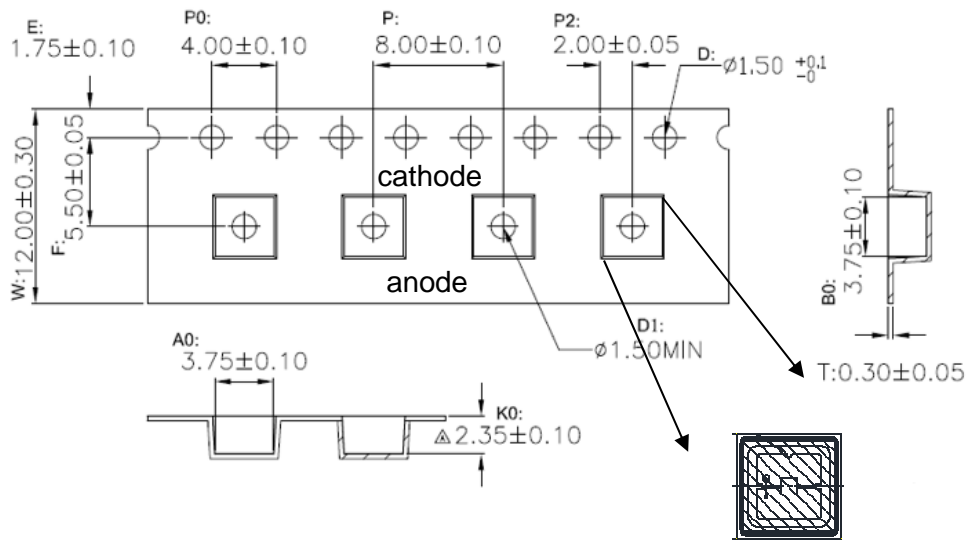 E:
1.75±0.10
P0:
4.00±0.10
P:
8.00±0.10
P2:
2.00±0.05
D: Ø1.50 +0.1 -0
W: 12.00±0.30
F: 5.50±0.05
cathode
anode
B0: 3.75±0.10
D1:
Ø1.50MIN
T:0.30±0.05
A0:
3.75±0.10
K0:
2.35±0.10